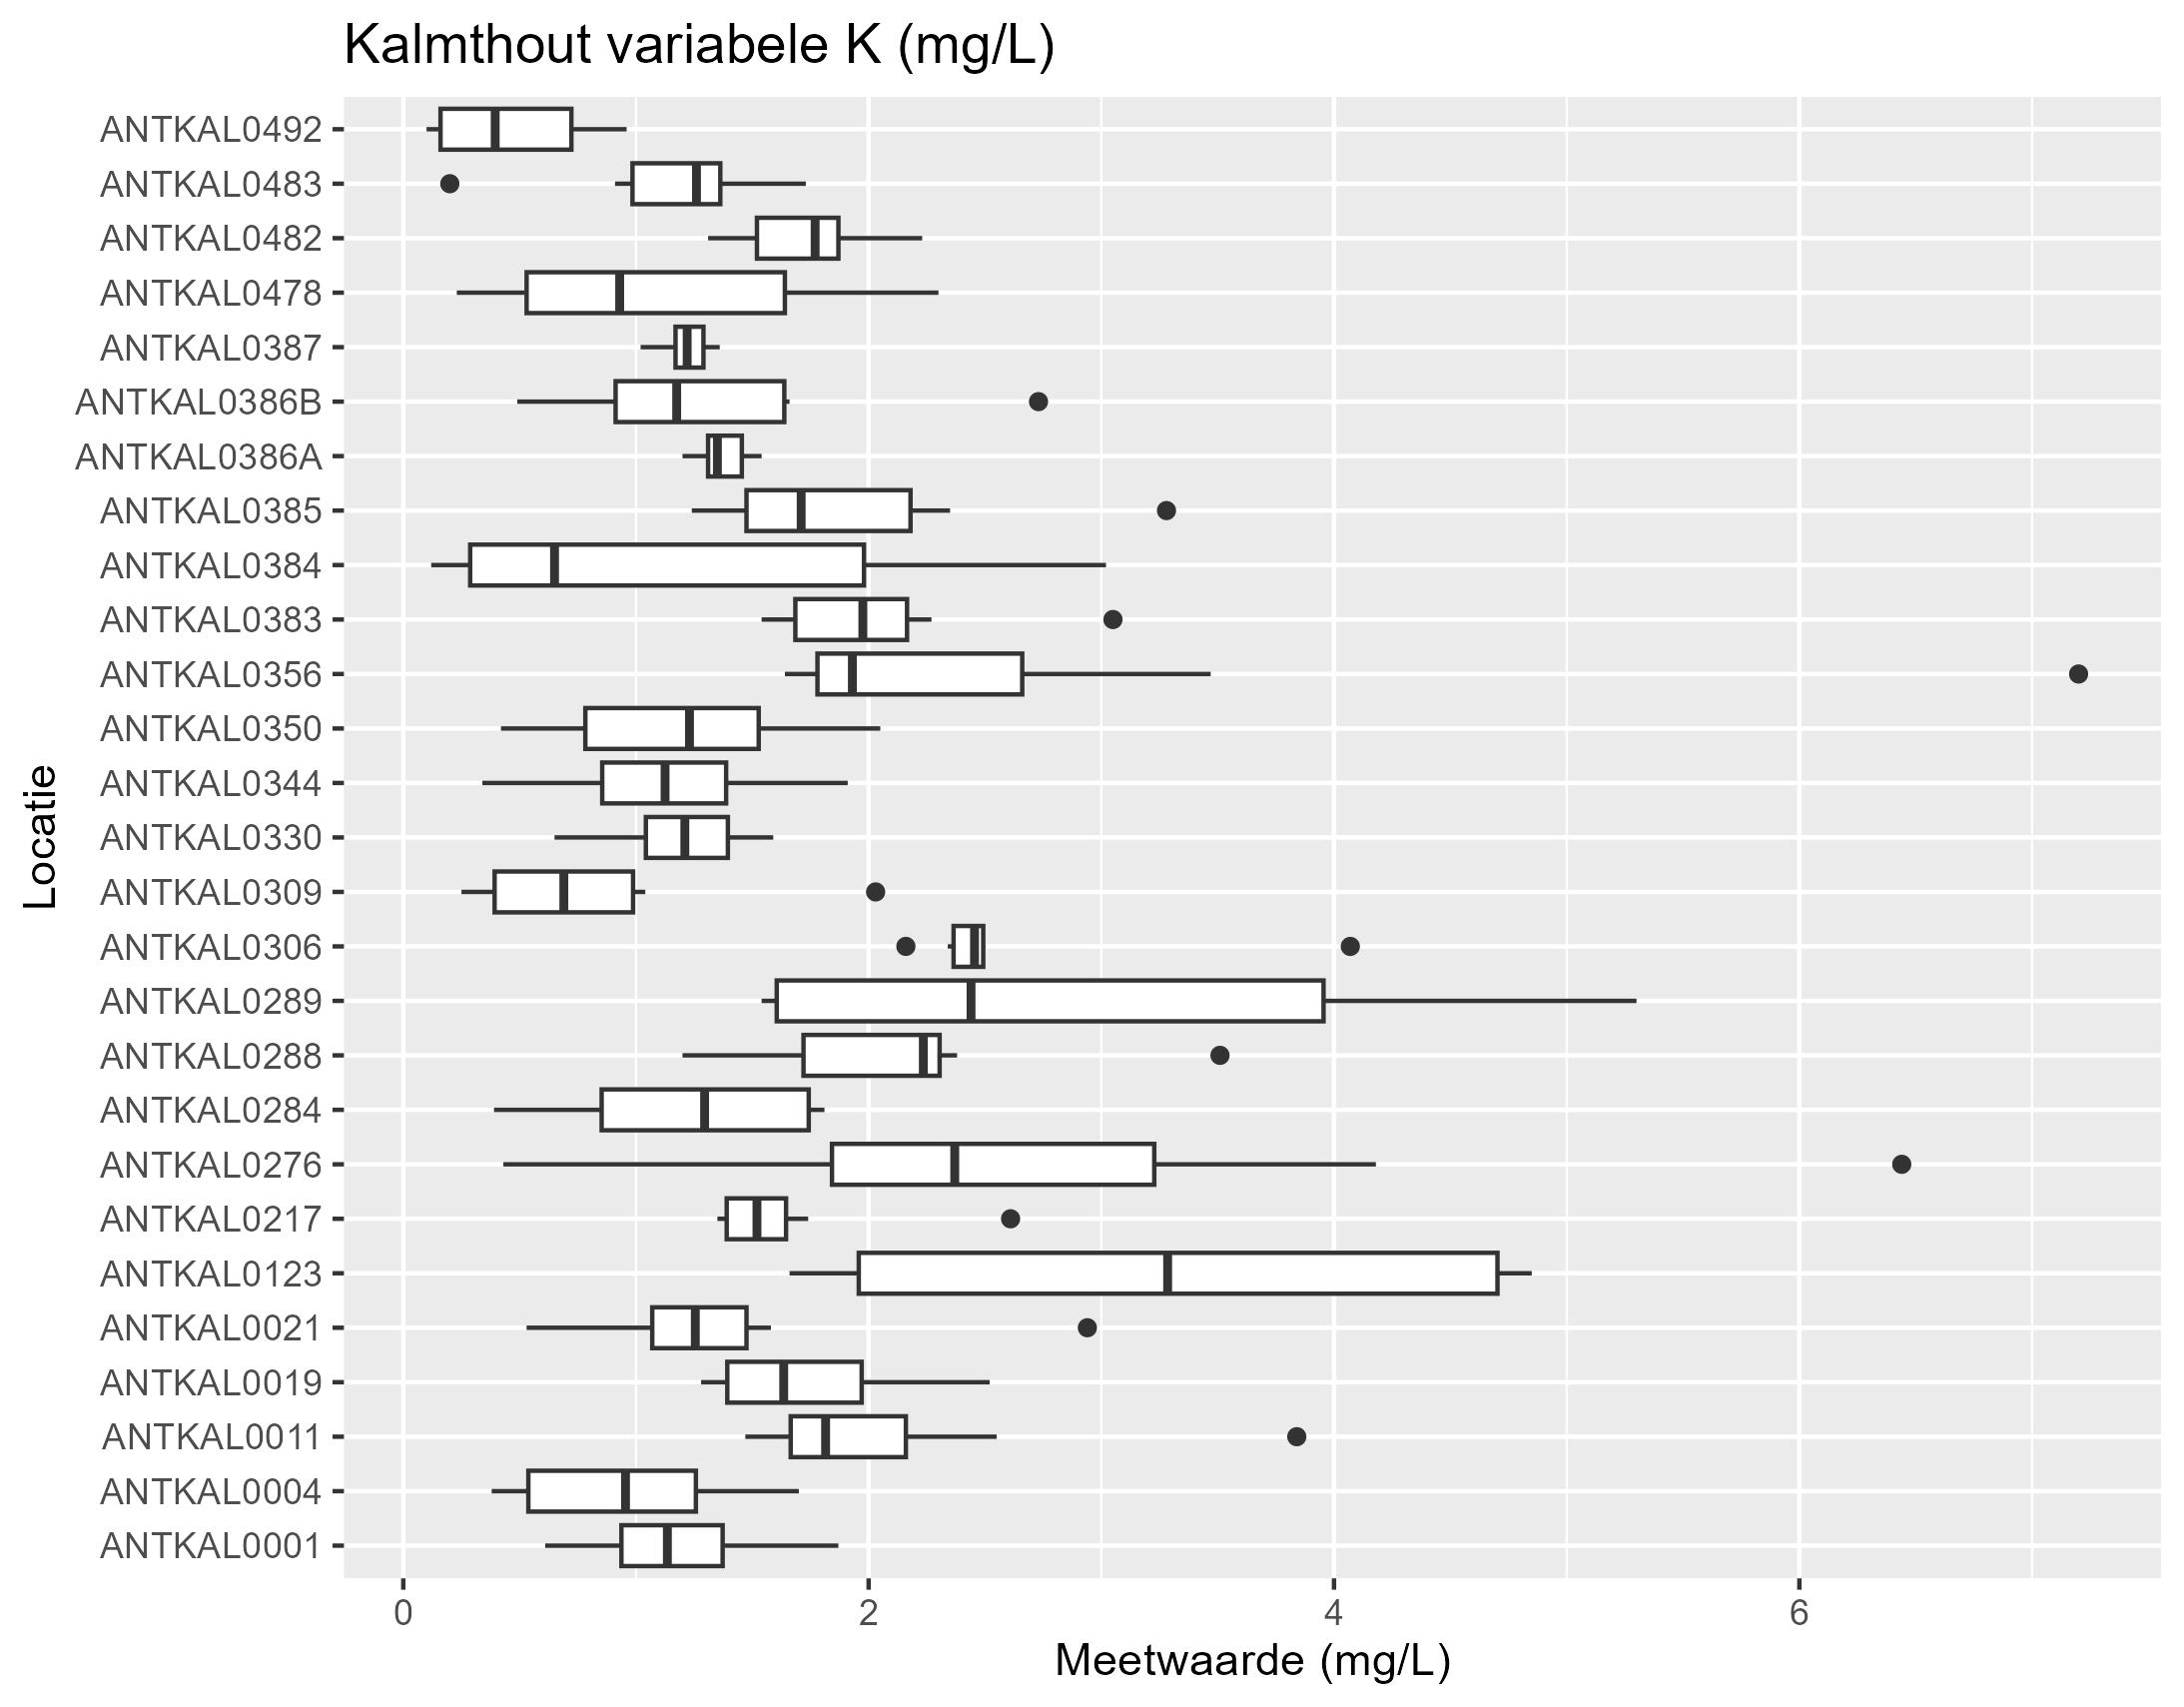 Kalmthout variabele K (mg/L)
ANTKAL0492
ANTKAL0483
ANTKAL0482
ANTKAL0478
ANTKAL0387
ANTKAL0386B
ANTKAL0386A
ANTKAL0385
ANTKAL0384
ANTKAL0383
ANTKAL0356
ANTKAL0350
ANTKAL0344
ANTKAL0330
ANTKAL0309
ANTKAL0306
ANTKAL0289
ANTKAL0288
ANTKAL0284
ANTKAL0276
ANTKAL0217
ANTKAL0123
ANTKAL0021
ANTKAL0019
ANTKAL0011
ANTKAL0004
ANTKAL0001
Locatie
0 2 4 6
Meetwaarde (mg/L)